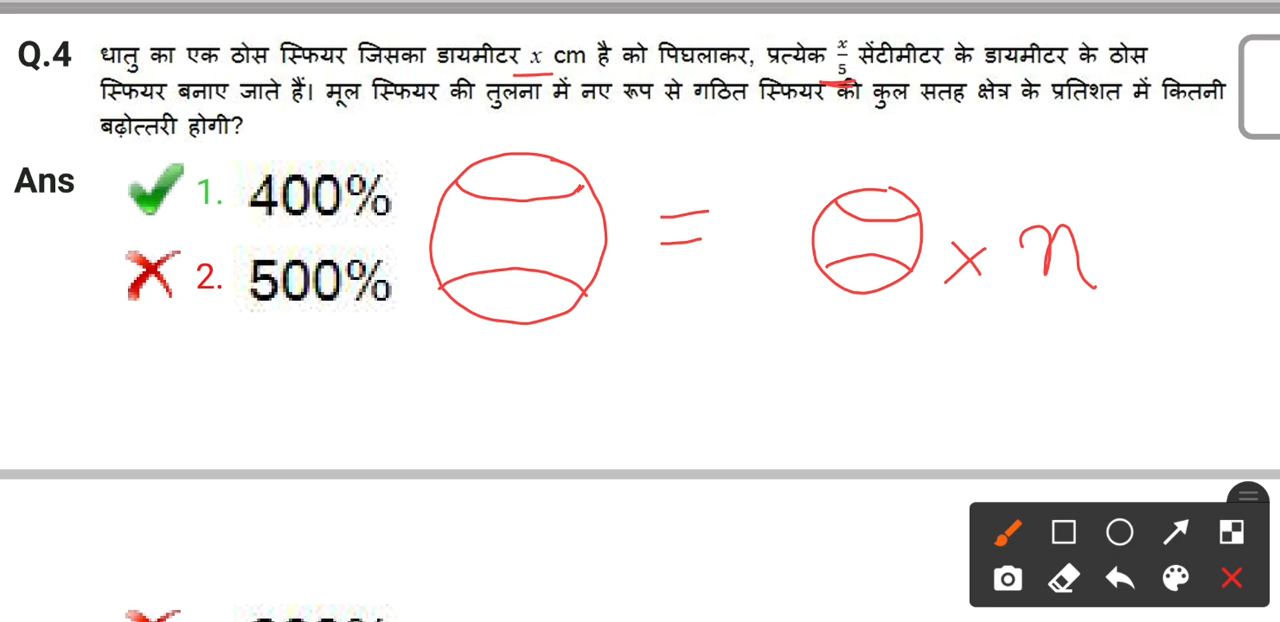 Q.4 धातु का एक ठोस स्फियर जिसका डायमीटर x cm है को पिघलाकर, प्रत्येक x/5 सेंटीमीटर के डायमीटर के ठोस
स्फियर बनाए जाते हैं। मूल स्फियर की तुलना में नए रूप से गठित स्फियर की कुल सतह क्षेत्र के प्रतिशत में कितनी
बढ़ोत्तरी होगी?
Ans 1. 400%
= × n
2. 500%